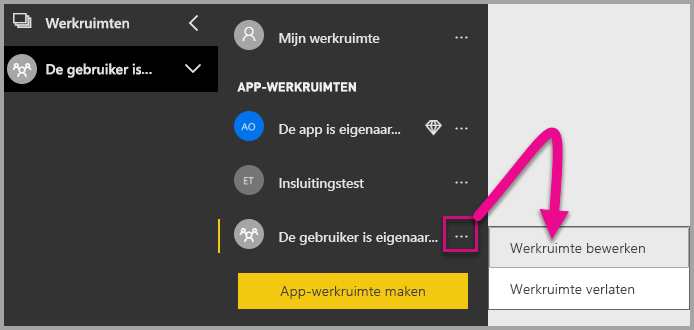 Werkruimten
De gebruiker is...
Mijn werkruimte
...
APP-WERKRUIMTEN
AO
De app is eigenaar...
...
ET
Insluitingstest
...
De gebruiker is eigenaar...
...
App-werkruimte maken
Werkruimte bewerken
Werkruimte verlaten